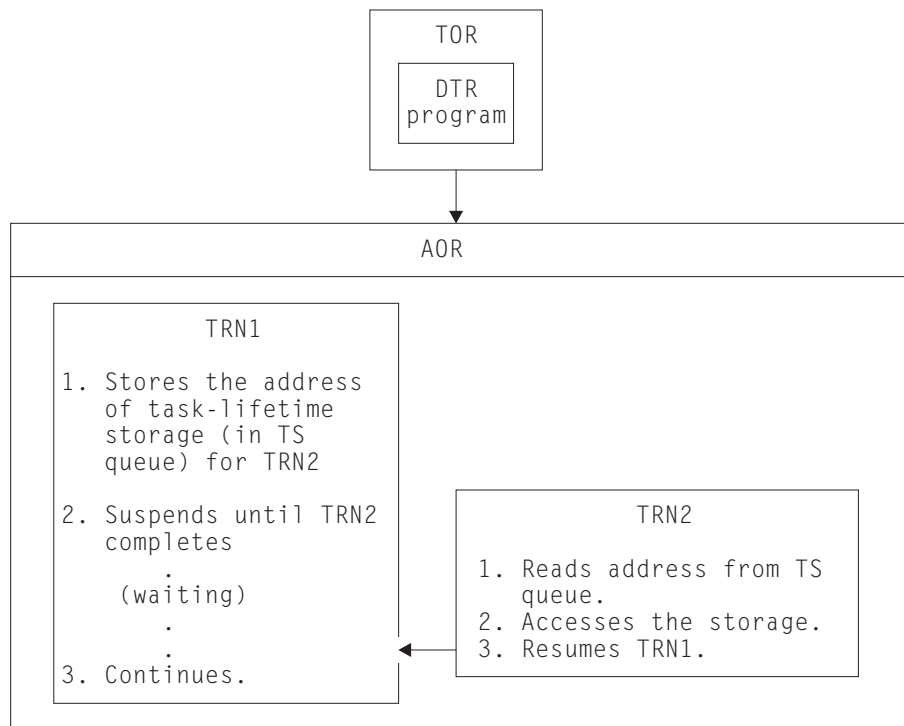 TOR
DTR
program
AOR
TRN1
1. Stores the address
of task-lifetime
storage (in TS
queue) for TRN2
2. Suspends until TRN2
completes
.
(waiting)
.
.
3. Continues.
TRN2
1. Reads address from TS
queue.
2. Accesses the storage.
3. Resumes TRN1.